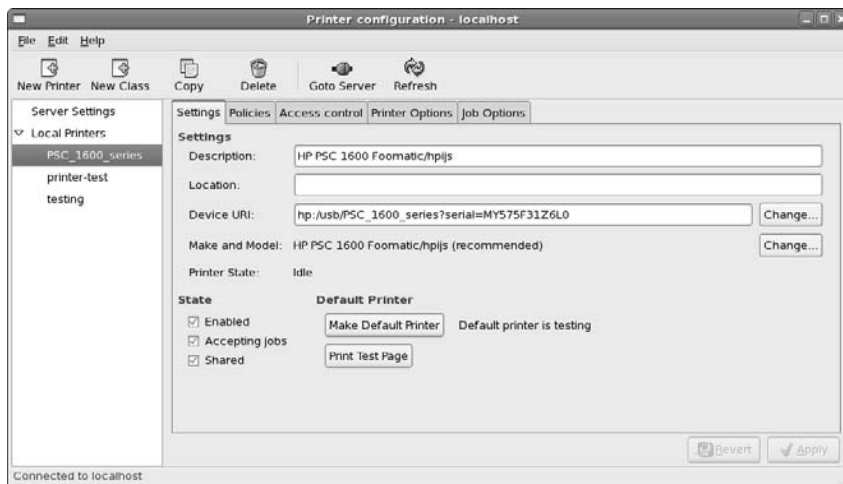 Printer configuration - localhost
File Edit Help
New Printer New Class Copy Delete Goto Server Refresh
Server Settings
Local Printers
PSC_1600_series
printer-test
testing
Settings Policies Access control Printer Options Job Options
Settings
Description: HP PSC 1600 Foomatic/hpijs
Location:
Device URI: hp:/usb/PSC_1600_series?serial=MY575F31Z6L0 Change...
Make and Model: HP PSC 1600 Foomatic/hpijs (recommended) Change...
Printer State: Idle
State Default Printer
Enabled Make Default Printer Default printer is testing
Accepting jobs
Shared Print Test Page
Revert Apply
Connected to localhost